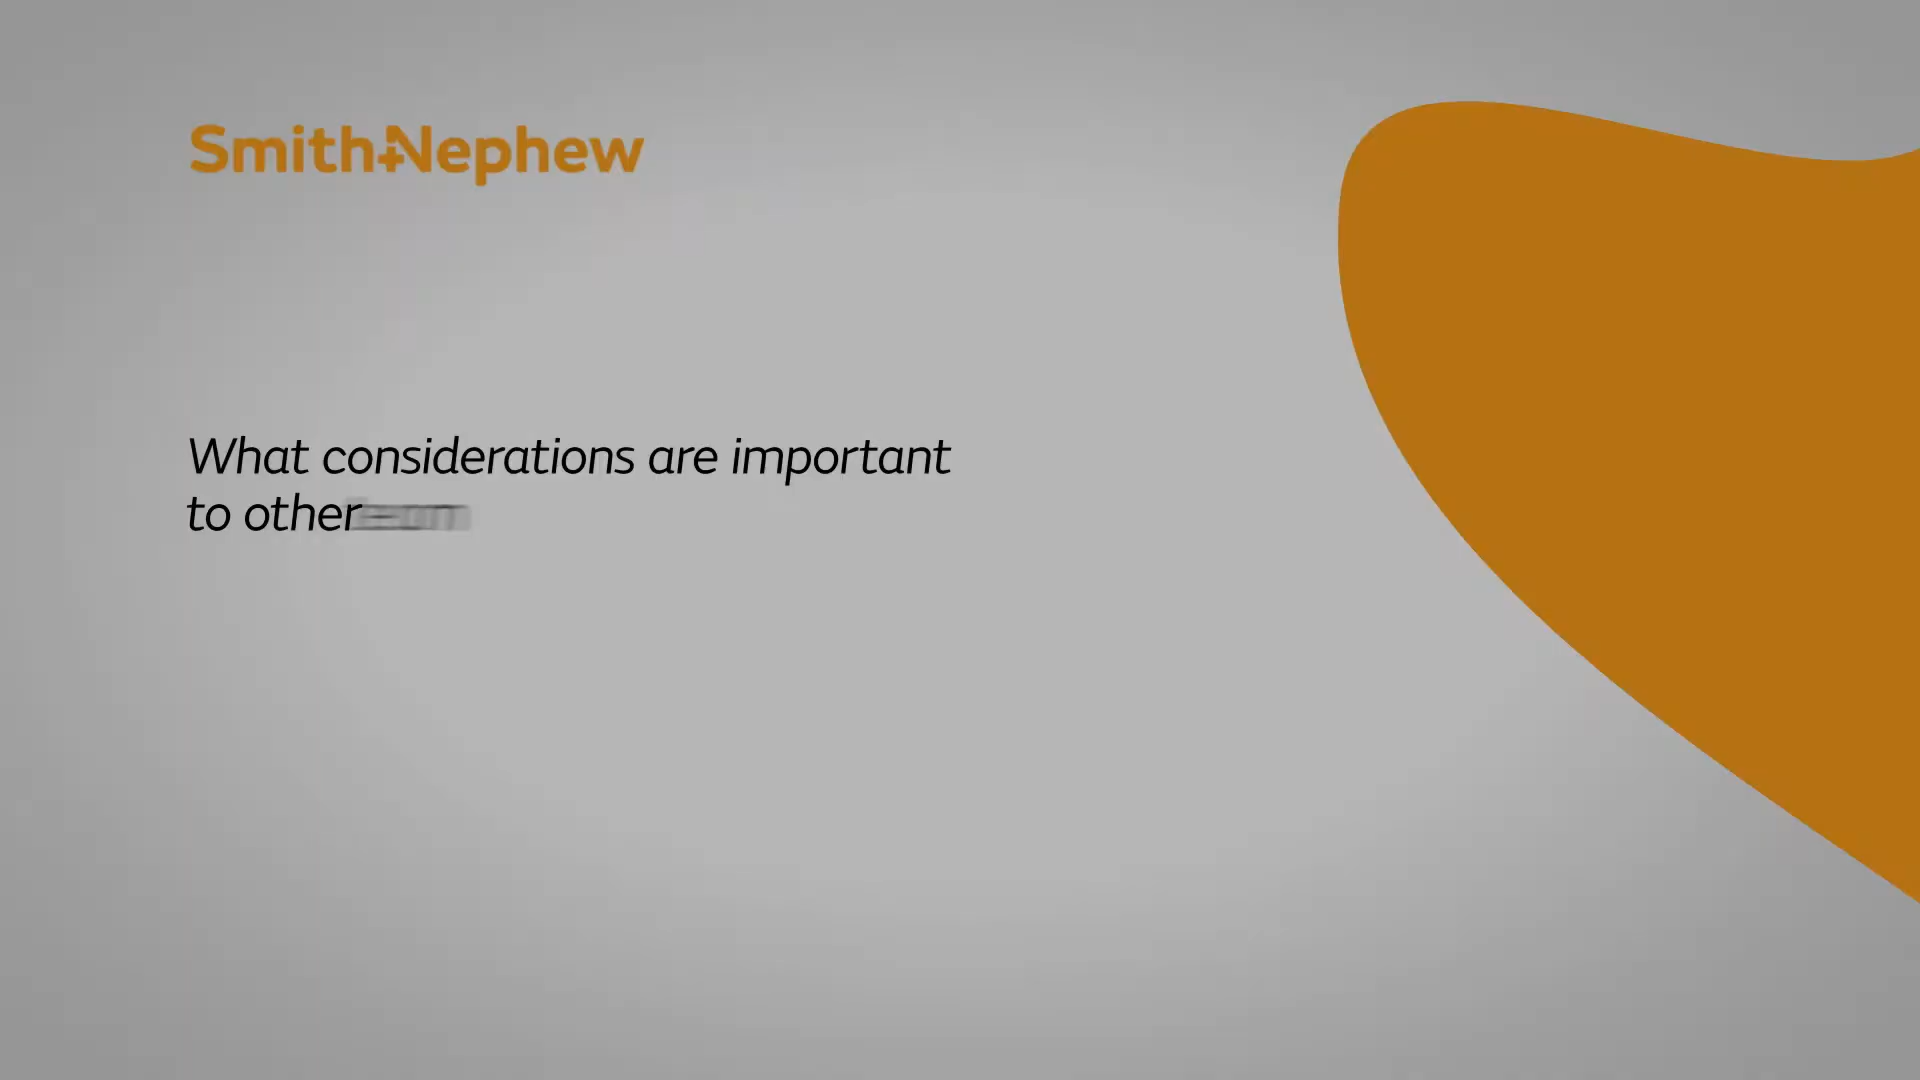 Smith+Nephew
What considerations are important
to other